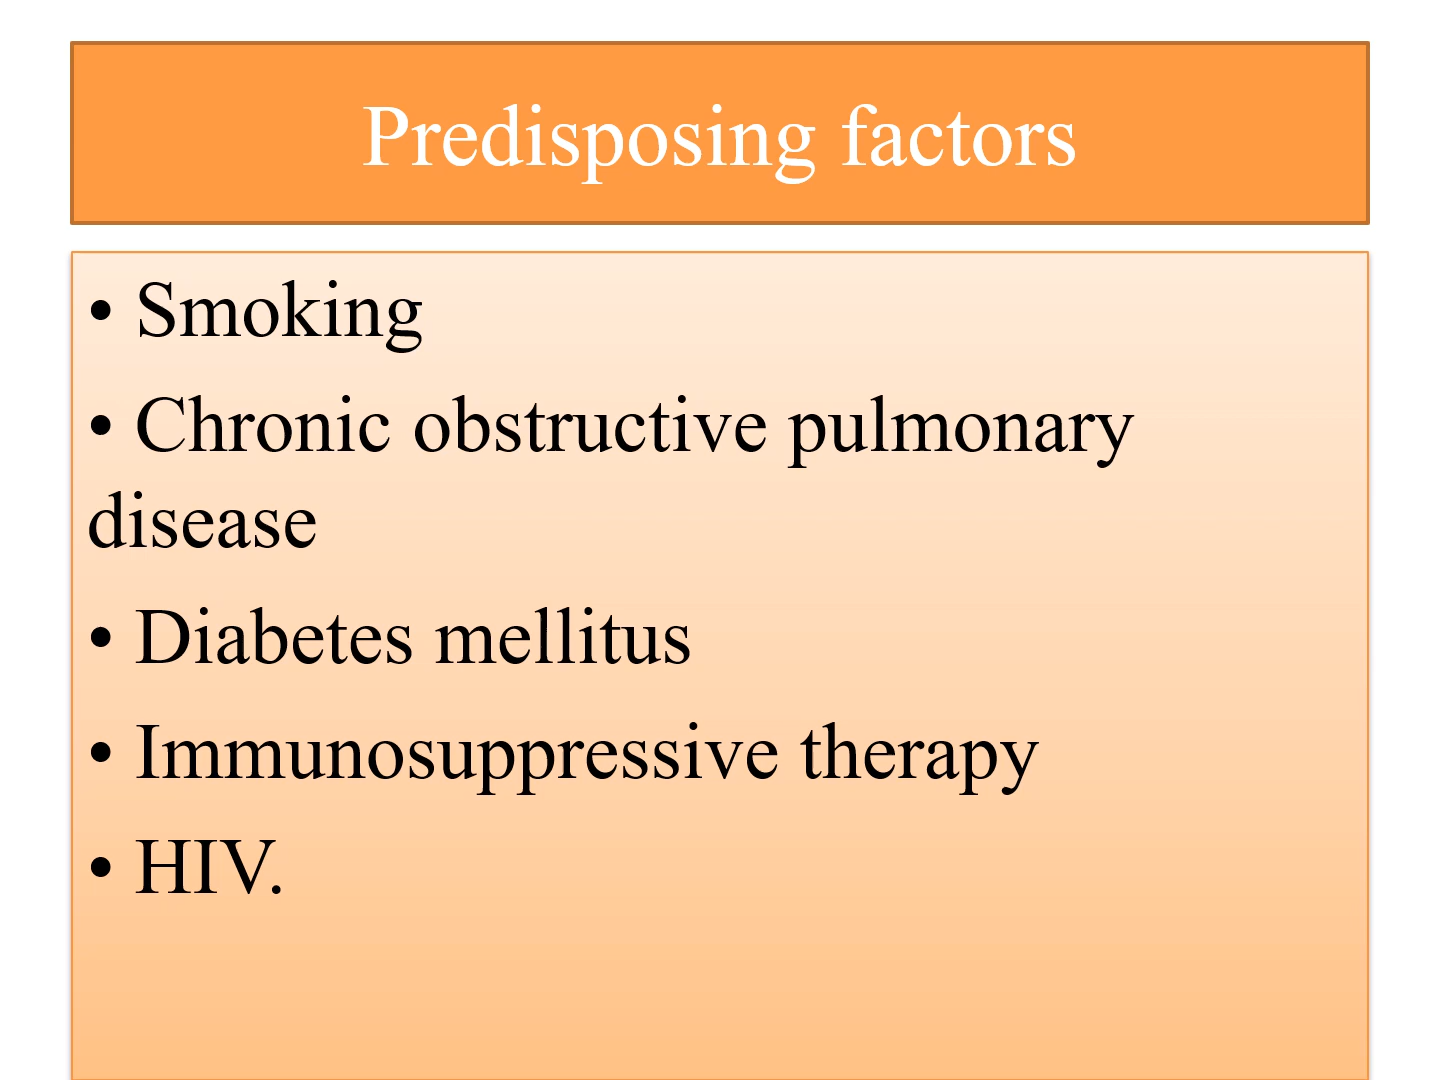 Predisposing factors
• Smoking
• Chronic obstructive pulmonary
disease
• Diabetes mellitus
• Immunosuppressive therapy
• HIV.